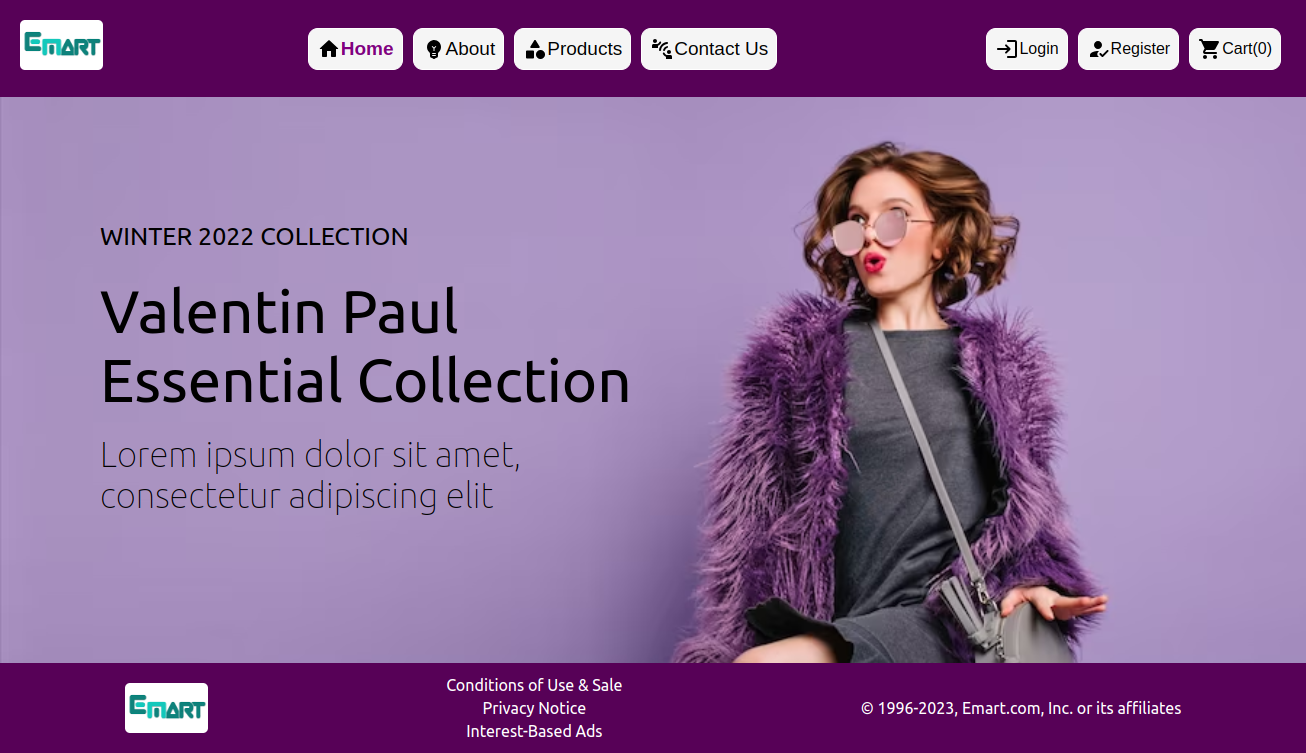 EMART
Home
About
Products
Contact Us
Login
Register
Cart(0)
WINTER 2022 COLLECTION
Valentin Paul
Essential Collection
Lorem ipsum dolor sit amet,
consectetur adipiscing elit
EMART
Conditions of Use & Sale
Privacy Notice
Interest-Based Ads
© 1996-2023, Emart.com, Inc. or its affiliates